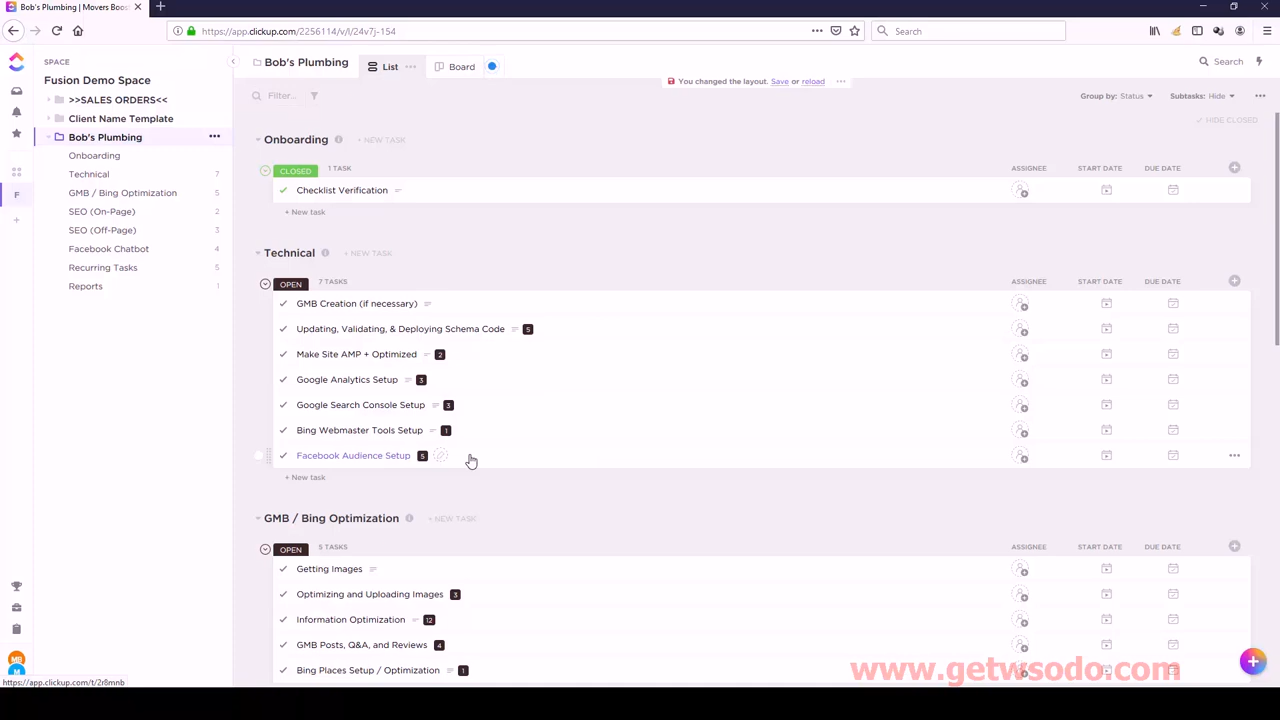 Bob's Plumbing | Movers Boos
https://app.clickup.com/2256114/v/l/24v7j-154
Search
SPACE
Fusion Demo Space
>>SALES ORDERS<<
Client Name Template
Bob's Plumbing
Onboarding
Technical 7
GMB / Bing Optimization 5
SEO (On-Page) 2
SEO (Off-Page) 3
Facebook Chatbot 4
Recurring Tasks 5
Reports 1
F
Bob's Plumbing List Board
Search
You changed the layout. Save or reload
Filter...
Group by: Status Subtasks: Hide
HIDE CLOSED
Onboarding + NEW TASK
CLOSED 1 TASK ASSIGNEE START DATE DUE DATE
Checklist Verification
+ New task
Technical + NEW TASK
OPEN 7 TASKS ASSIGNEE START DATE DUE DATE
GMB Creation (if necessary)
Updating, Validating, & Deploying Schema Code 5
Make Site AMP + Optimized 2
Google Analytics Setup 3
Google Search Console Setup 3
Bing Webmaster Tools Setup 1
Facebook Audience Setup 5
+ New task
GMB / Bing Optimization + NEW TASK
OPEN 5 TASKS ASSIGNEE START DATE DUE DATE
Getting Images
Optimizing and Uploading Images 3
Information Optimization 12
GMB Posts, Q&A, and Reviews 4
Bing Places Setup / Optimization 1
www.getwsodo.com
M
https://app.clickup.com/t/2r8mnb